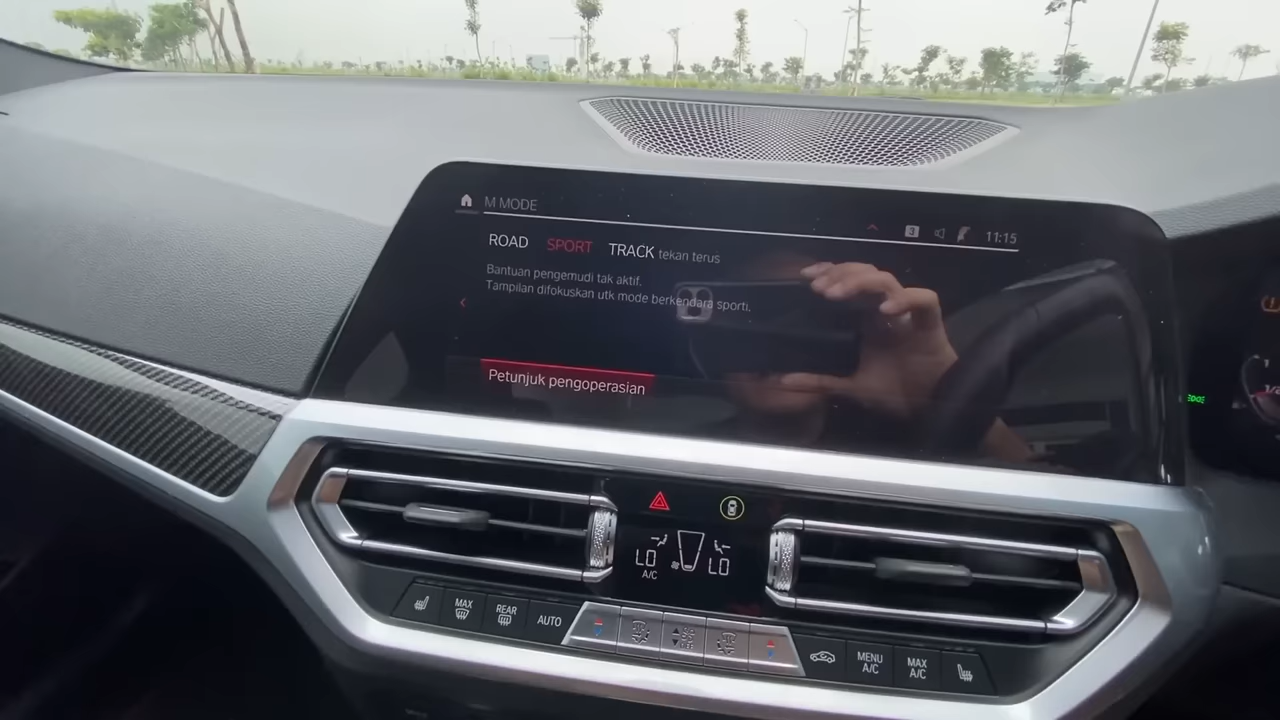 M MODE
3 11:15
ROAD SPORT TRACK tekan terus
Bantuan pengemudi tak aktif.
Tampilan difokuskan utk mode berkendara sporti.
Petunjuk pengoperasian
LO LO
A/C
MAX REAR AUTO MENU A/C MAX A/C